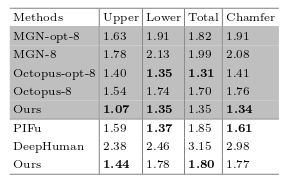 Methods Upper Lower Total Chamfer
MGN-opt-8 1.63 1.91 1.82 1.91
MGN-8 1.78 2.13 1.99 2.08
Octopus-opt-8 1.40 1.35 1.31 1.41
Octopus-8 1.54 1.74 1.70 1.76
Ours 1.07 1.35 1.35 1.34
PIFu 1.59 1.37 1.85 1.61
DeepHuman 2.38 2.46 3.15 2.98
Ours 1.44 1.78 1.80 1.77